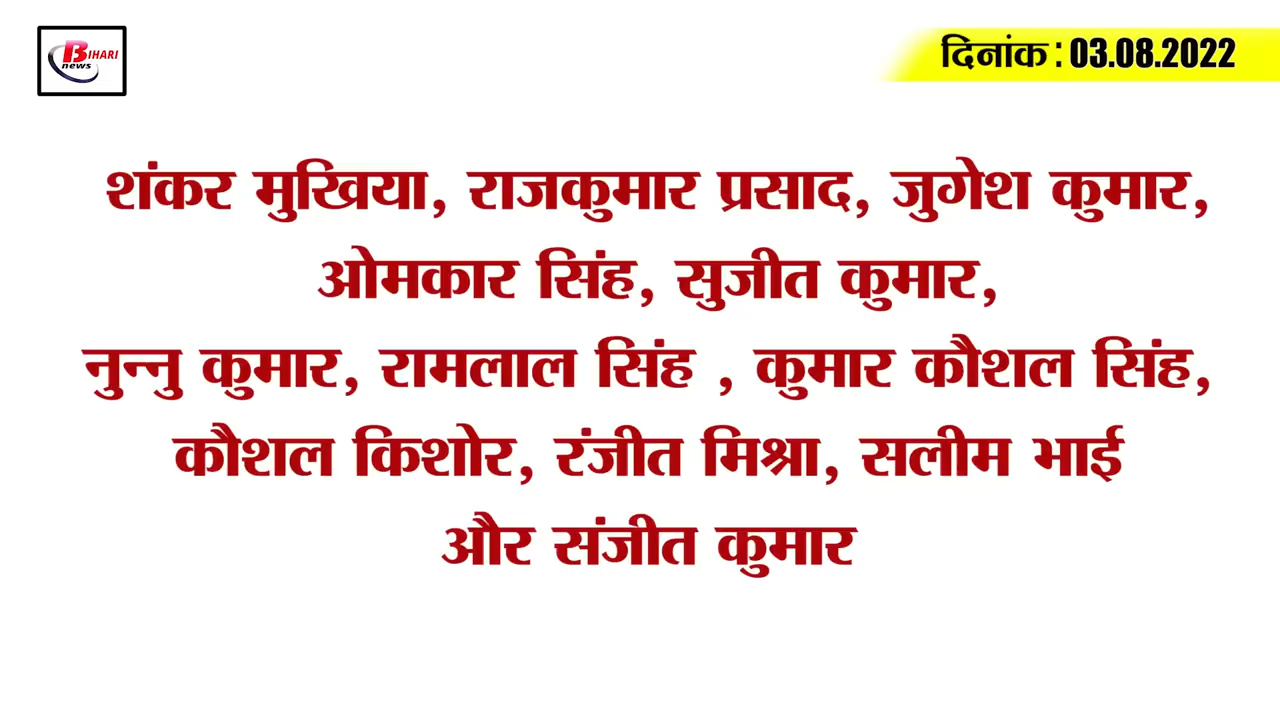 BIHARI
news
दिनांक : 03.08.2022
शंकर मुखिया, राजकुमार प्रसाद, जुगेश कुमार,
ओमकार सिंह, सुजीत कुमार,
नुन्नु कुमार, रामलाल सिंह , कुमार कौशल सिंह,
कौशल किशोर, रंजीत मिश्रा, सलीम भाई
और संजीत कुमार